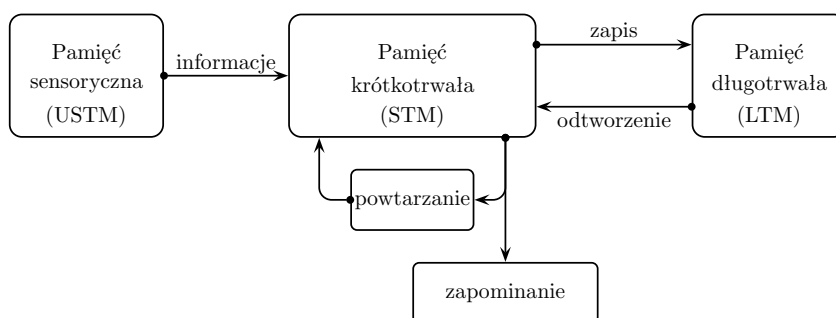 Pamięć
sensoryczna
(USTM)
informacje
Pamięć
krótkotrwała
(STM)
zapis
odtworzenie
Pamięć
długotrwała
(LTM)
powtarzanie
zapominanie